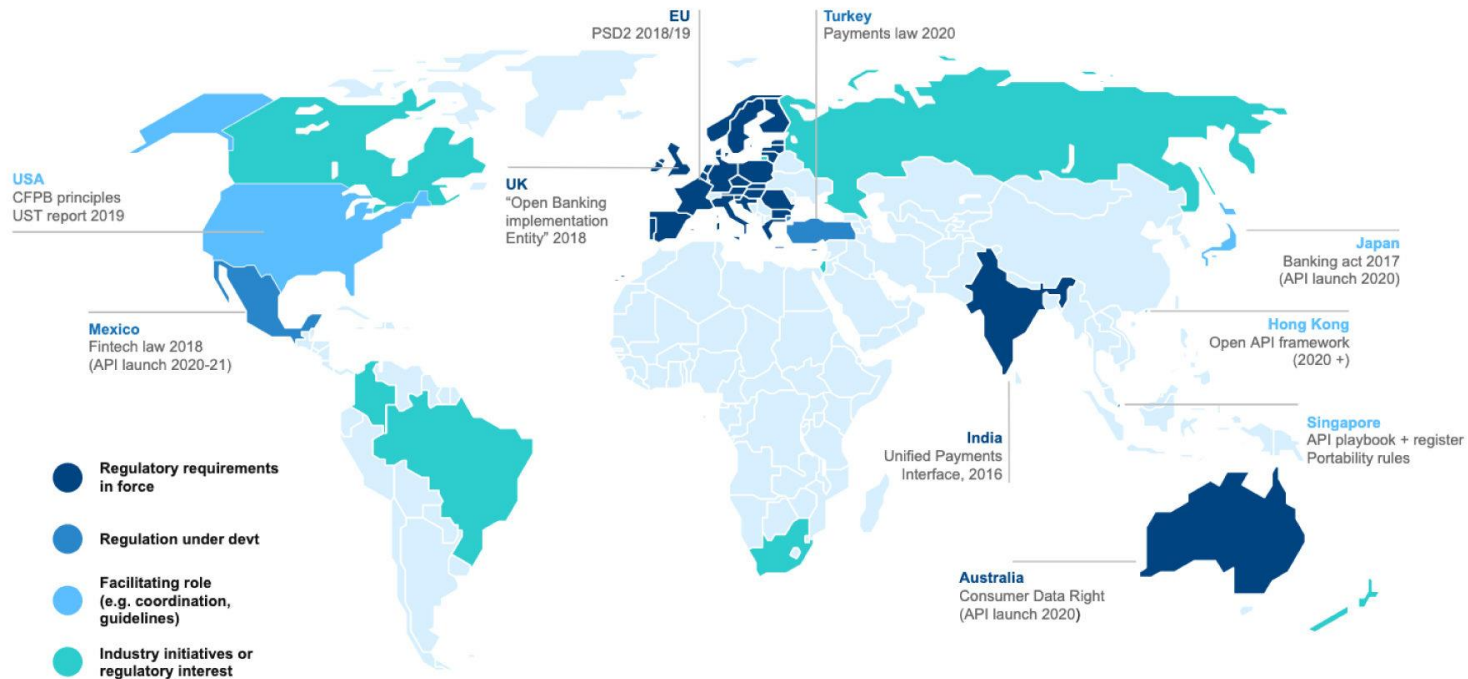 EU
PSD2 2018/19
Turkey
Payments law 2020
USA
CFPB principles
UST report 2019
UK
“Open Banking
implementation
Entity” 2018
Japan
Banking act 2017
(API launch 2020)
Mexico
Fintech law 2018
(API launch 2020-21)
Hong Kong
Open API framework
(2020 +)
Singapore
API playbook + register
Portability rules
India
Unified Payments
Interface, 2016
Australia
Consumer Data Right
(API launch 2020)
Regulatory requirements
in force
Regulation under devt
Facilitating role
(e.g. coordination,
guidelines)
Industry initiatives or
regulatory interest